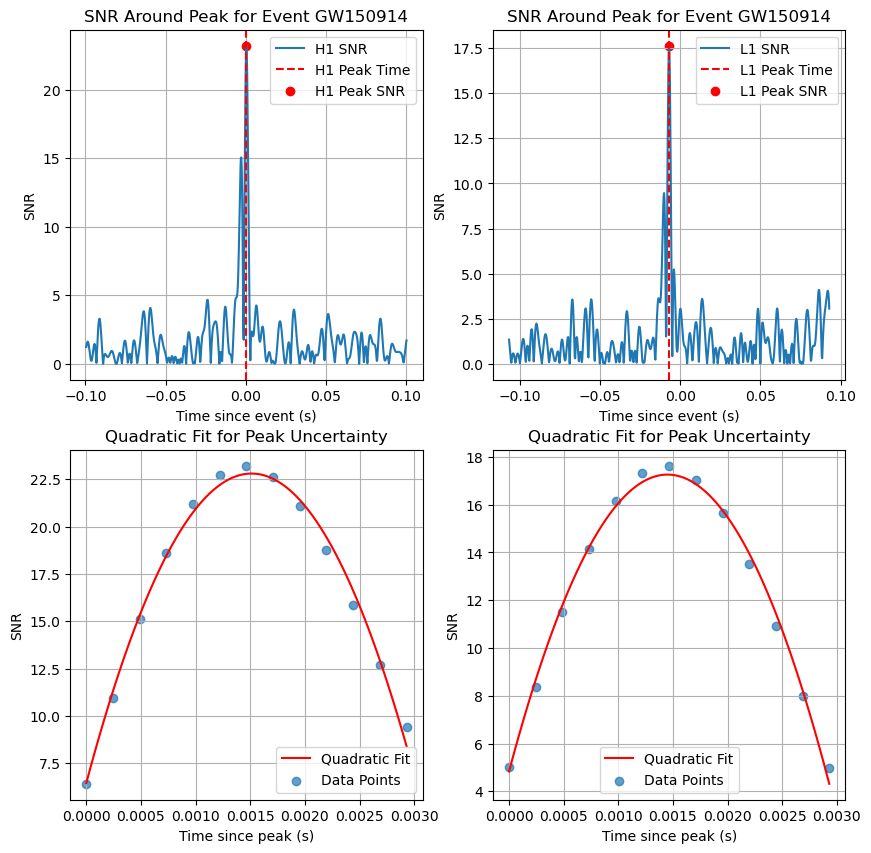 SNR Around Peak for Event GW150914
SNR
20
15
10
5
0
H1 SNR
H1 Peak Time
H1 Peak SNR
−0.10 −0.05 0.00 0.05 0.10
Time since event (s)
SNR Around Peak for Event GW150914
SNR
17.5
15.0
12.5
10.0
7.5
5.0
2.5
0.0
L1 SNR
L1 Peak Time
L1 Peak SNR
−0.10 −0.05 0.00 0.05 0.10
Time since event (s)
Quadratic Fit for Peak Uncertainty
SNR
22.5
20.0
17.5
15.0
12.5
10.0
7.5
Quadratic Fit
Data Points
0.0000 0.0005 0.0010 0.0015 0.0020 0.0025 0.0030
Time since peak (s)
Quadratic Fit for Peak Uncertainty
SNR
18
16
14
12
10
8
6
4
Quadratic Fit
Data Points
0.0000 0.0005 0.0010 0.0015 0.0020 0.0025 0.0030
Time since peak (s)